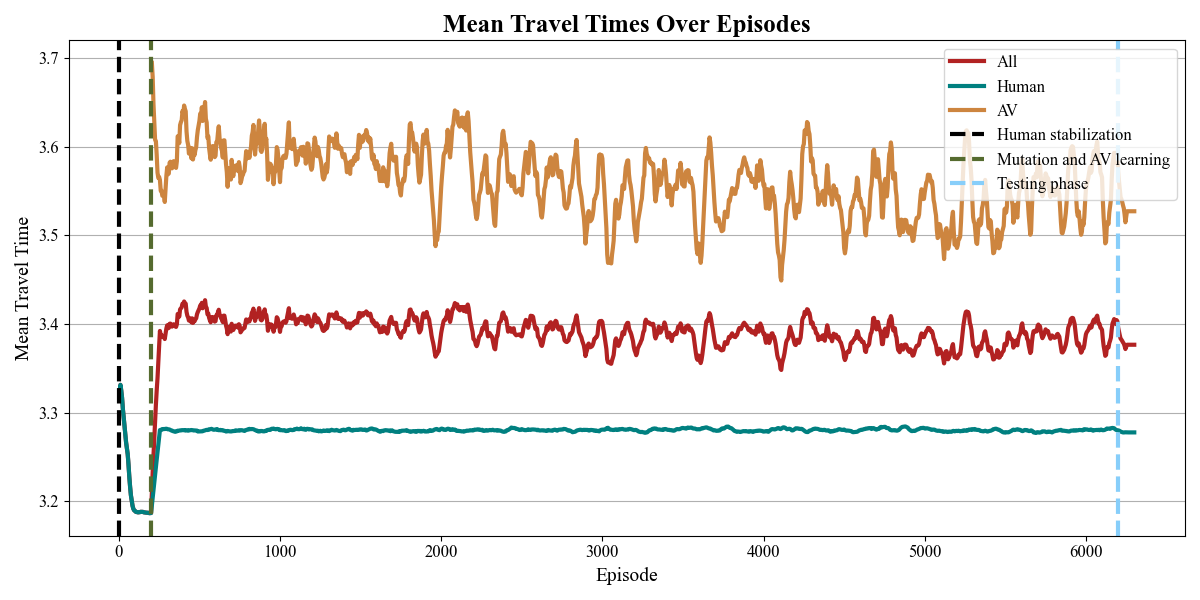 Mean Travel Times Over Episodes
3.7
3.6
3.5
3.4
3.3
3.2
Mean Travel Time
0 1000 2000 3000 4000 5000 6000
Episode
All
Human
AV
Human stabilization
Mutation and AV learning
Testing phase